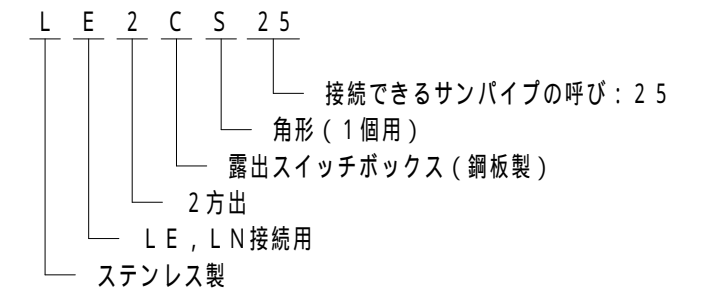 Ｌ Ｅ ２ Ｃ Ｓ ２５
接続できるサンパイプの呼び：２５
角形（１個用）
露出スイッチボックス（鋼板製）
２方出
ＬＥ，ＬＮ接続用
ステンレス製